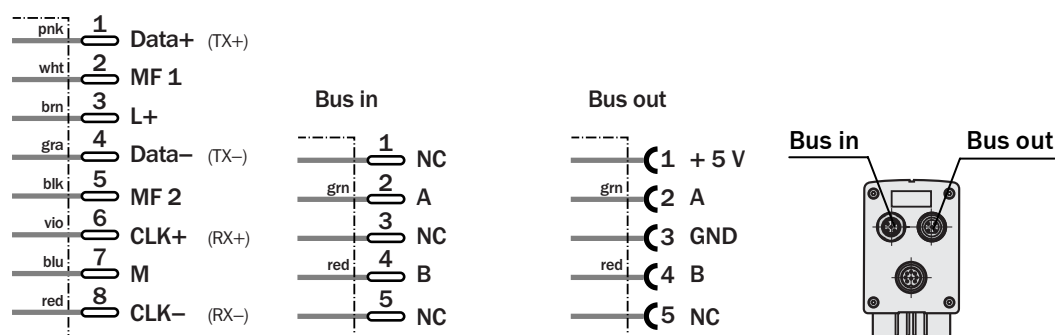 pnk 1 Data+ (TX+)
wht 2 MF 1
brn 3 L+
gra 4 Data– (TX–)
blk 5 MF 2
vio 6 CLK+ (RX+)
blu 7 M
red 8 CLK– (RX–)
Bus in
1 NC
grn 2 A
3 NC
red 4 B
5 NC
Bus out
1 + 5 V
grn 2 A
3 GND
red 4 B
5 NC
Bus in Bus out